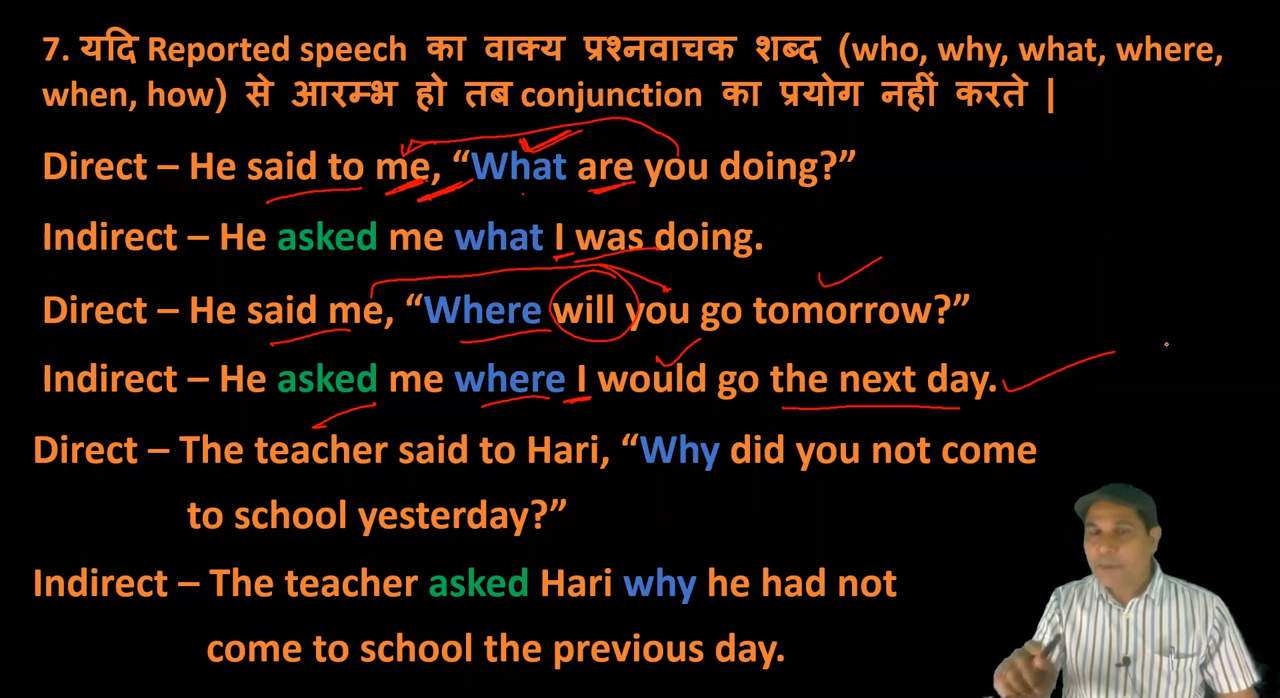 7. यदि Reported speech का वाक्य प्रश्नवाचक शब्द (who, why, what, where,
when, how) से आरम्भ हो तब conjunction का प्रयोग नहीं करते |
Direct – He said to me, “What are you doing?”
Indirect – He asked me what I was doing.
Direct – He said me, “Where will you go tomorrow?”
Indirect – He asked me where I would go the next day.
Direct – The teacher said to Hari, “Why did you not come
to school yesterday?”
Indirect – The teacher asked Hari why he had not
come to school the previous day.